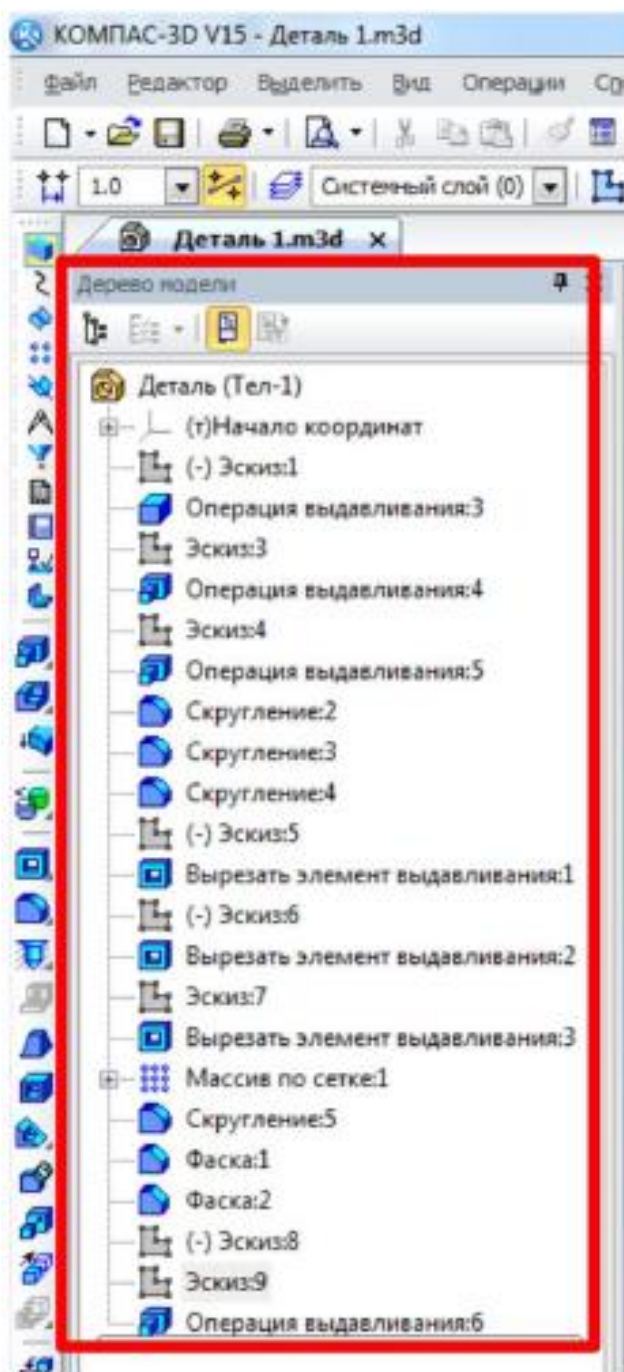 КОМПАС-3D V15 - Деталь 1.m3d
Файл Редактор Выделить Вид Операции
1.0 Системный слой (0)
Деталь 1.m3d ×
Дерево модели
Деталь (Тел-1)
(т)Начало координат
(-) Эскиз:1
Операция выдавливания:3
Эскиз:3
Операция выдавливания:4
Эскиз:4
Операция выдавливания:5
Скругление:2
Скругление:3
Скругление:4
(-) Эскиз:5
Вырезать элемент выдавливания:1
(-) Эскиз:6
Вырезать элемент выдавливания:2
Эскиз:7
Вырезать элемент выдавливания:3
Массив по сетке:1
Скругление:5
Фаска:1
Фаска:2
(-) Эскиз:8
Эскиз:9
Операция выдавливания:6